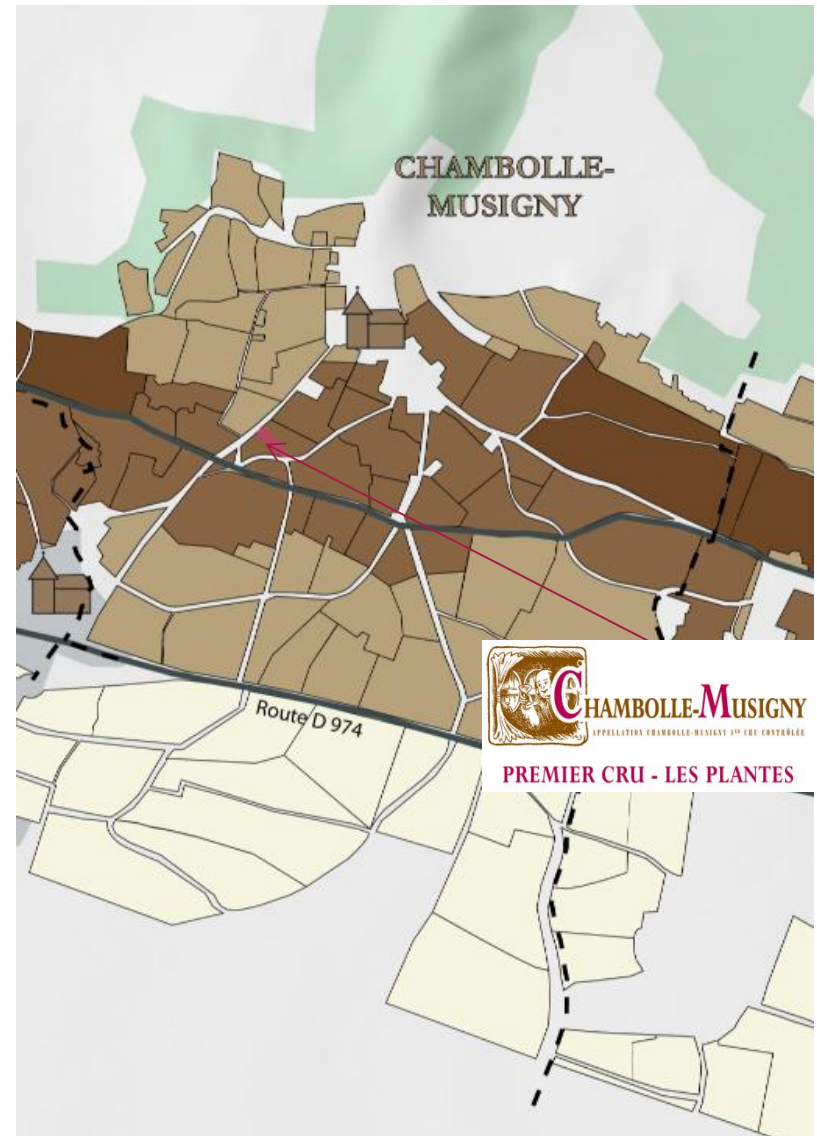 CHAMBOLLE-
MUSIGNY
Route D 974
CHAMBOLLE-MUSIGNY
APPELLATION CHAMBOLLE-MUSIGNY 1ER CRU CONTRÔLÉE
PREMIER CRU - LES PLANTES